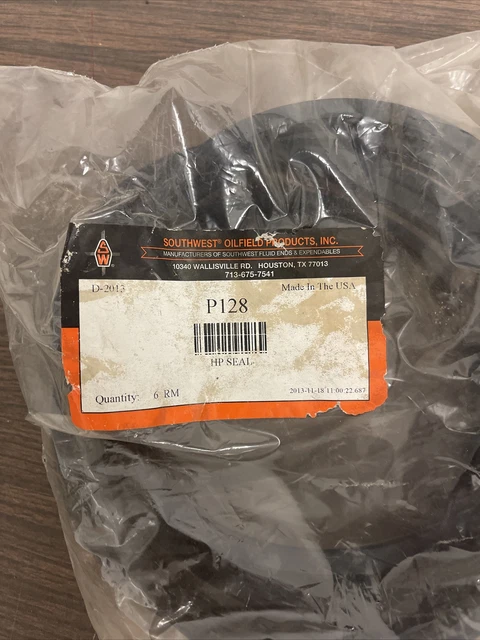 SW
SOUTHWEST® OILFIELD PRODUCTS, INC.
MANUFACTURERS OF SOUTHWEST FLUID ENDS & EXPENDABLES
10340 WALLISVILLE RD. HOUSTON, TX 77013
713-675-7541
D-2013 Made In The USA
P128
HP SEAL
Quantity: 6 RM 2013-11-18 11:00:22.687